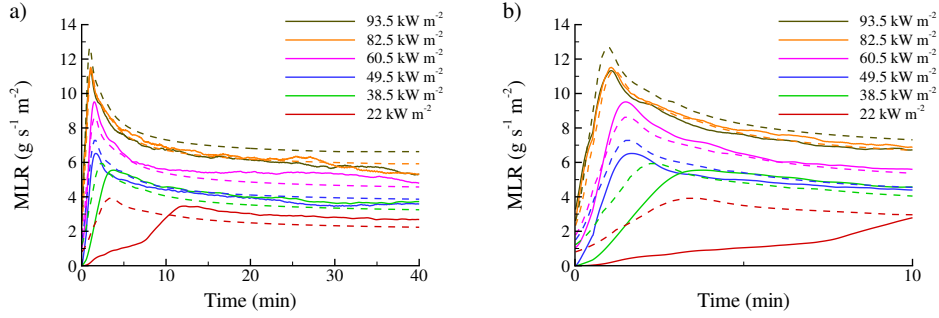 a)
14
12
10
8
6
4
2
0
MLR (g s⁻¹ m⁻²)
0
10
20
30
40
Time (min)
93.5 kW m⁻²
82.5 kW m⁻²
60.5 kW m⁻²
49.5 kW m⁻²
38.5 kW m⁻²
22 kW m⁻²
b)
14
12
10
8
6
4
2
0
MLR (g s⁻¹ m⁻²)
0
10
Time (min)
93.5 kW m⁻²
82.5 kW m⁻²
60.5 kW m⁻²
49.5 kW m⁻²
38.5 kW m⁻²
22 kW m⁻²